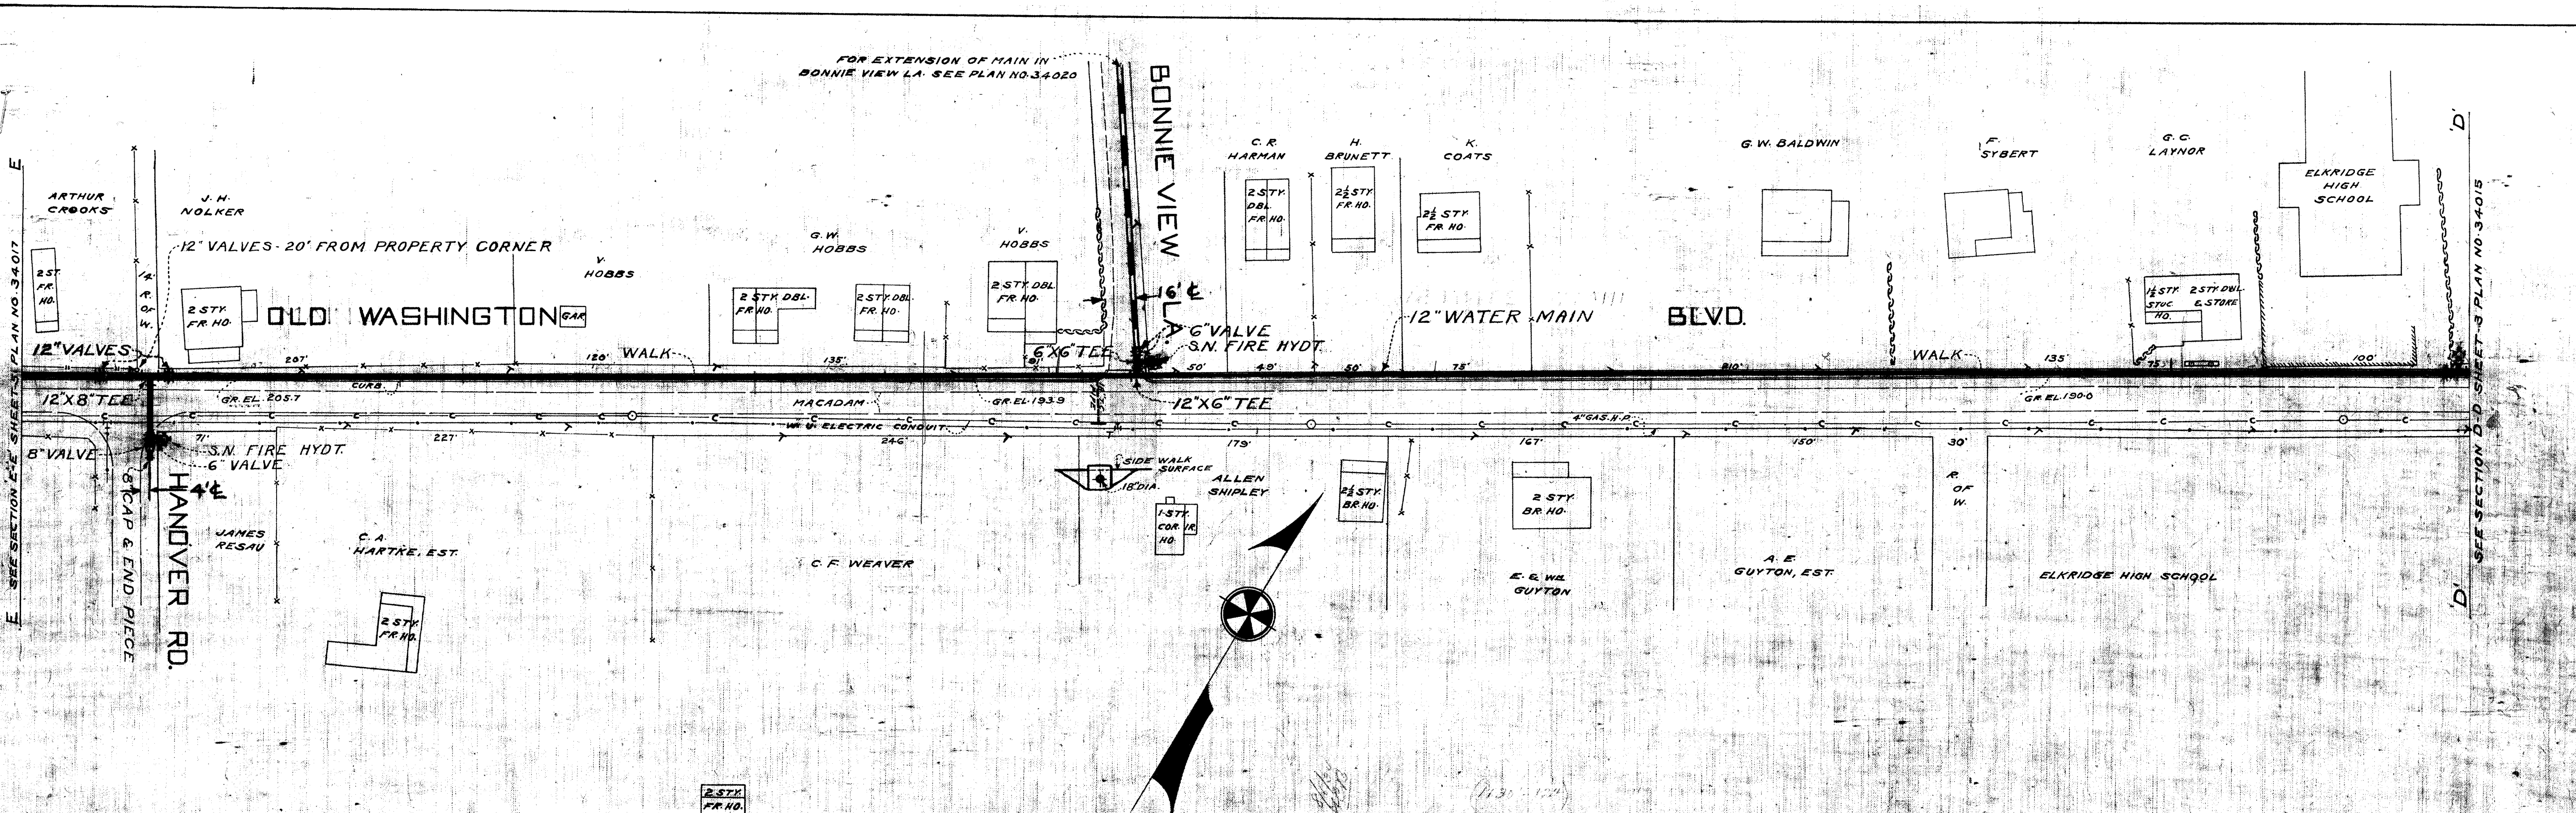 FOR EXTENSION OF MAIN IN
BONNIE VIEW LA. SEE PLAN NO. 34020
BONNIE VIEW LA.
E
SEE SECTION E-E SHEET-5 PLAN NO. 34017
E
ARTHUR
CROOKS
2 ST.
FR.
HO.
14'
R.
OF
W.
J. H.
NOLKER
12" VALVES - 20' FROM PROPERTY CORNER
2 STY.
FR. HO.
OLD WASHINGTON
GAR
V.
HOBBS
G. W.
HOBBS
2 STY. DBL.
FR. HO.
2 STY. DBL.
FR. HO.
V.
HOBBS
2 STY. DBL.
FR. HO.
16' ℄
6" VALVE
S.N. FIRE HYDT.
6"X6" TEE
C. R.
HARMAN
2 STY.
DBL.
FR. HO.
H.
BRUNETT
2½ STY.
FR. HO.
K.
COATS
2½ STY.
FR. HO.
12" WATER MAIN
BLVD.
G. W. BALDWIN
F.
SYBERT
G. C.
LAYNOR
1½ STY.
STUC.
HO.
2 STY. DWL.
& STORE
ELKRIDGE
HIGH
SCHOOL
'D'
SEE SECTION D-D SHEET-3 PLAN NO. 34015
'D'
12" VALVES
207'
120'
WALK
135'
91'
50'
49'
50'
75'
210'
WALK
135'
75'
100'
12"X8" TEE
GR. EL. 205.7
CURB
MACADAM
GR. EL. 193.9
12"X6" TEE
GR. EL. 190.0
W. U. ELECTRIC CONDUIT
4" GAS. H.P.
8" VALVE
71'
S.N. FIRE HYDT.
6" VALVE
227'
246'
179'
167'
150'
30'
4' ℄
8" CAP & END PIECE
HANOVER RD.
JAMES
RESAU
C. A.
HARTKE, EST.
2 STY.
FR. HO.
C. F. WEAVER
SIDE WALK
SURFACE
18" DIA.
ALLEN
SHIPLEY
1-STY.
COR. IR.
HO.
2½ STY.
BR. HO.
2 STY.
BR. HO.
E. & WM.
GUYTON
A. E.
GUYTON, EST.
R.
OF
W.
ELKRIDGE HIGH SCHOOL
2 STY.
FR. HO.